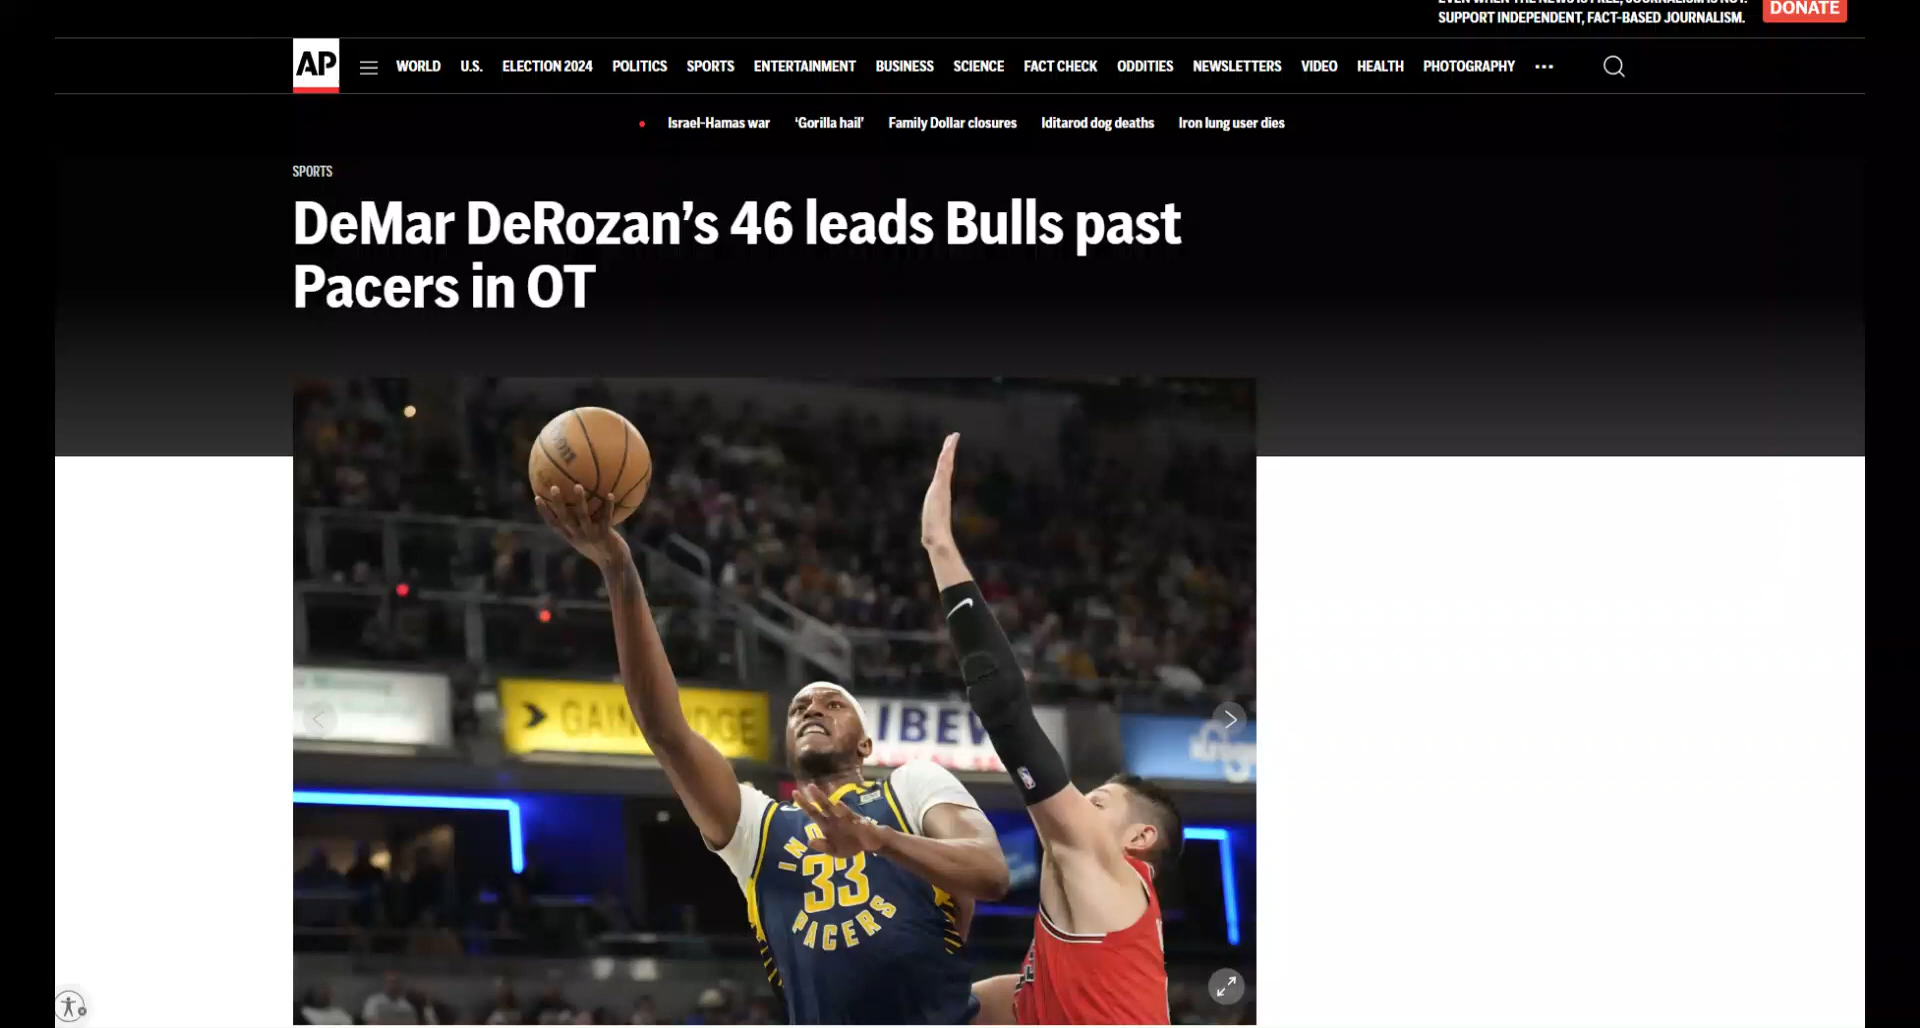 SUPPORT INDEPENDENT, FACT-BASED JOURNALISM.
DONATE
AP
WORLD U.S. ELECTION 2024 POLITICS SPORTS ENTERTAINMENT BUSINESS SCIENCE FACT CHECK ODDITIES NEWSLETTERS VIDEO HEALTH PHOTOGRAPHY
Israel-Hamas war 'Gorilla hail' Family Dollar closures Iditarod dog deaths Iron lung user dies
SPORTS
DeMar DeRozan's 46 leads Bulls past
Pacers in OT
IBEW
33
PACERS